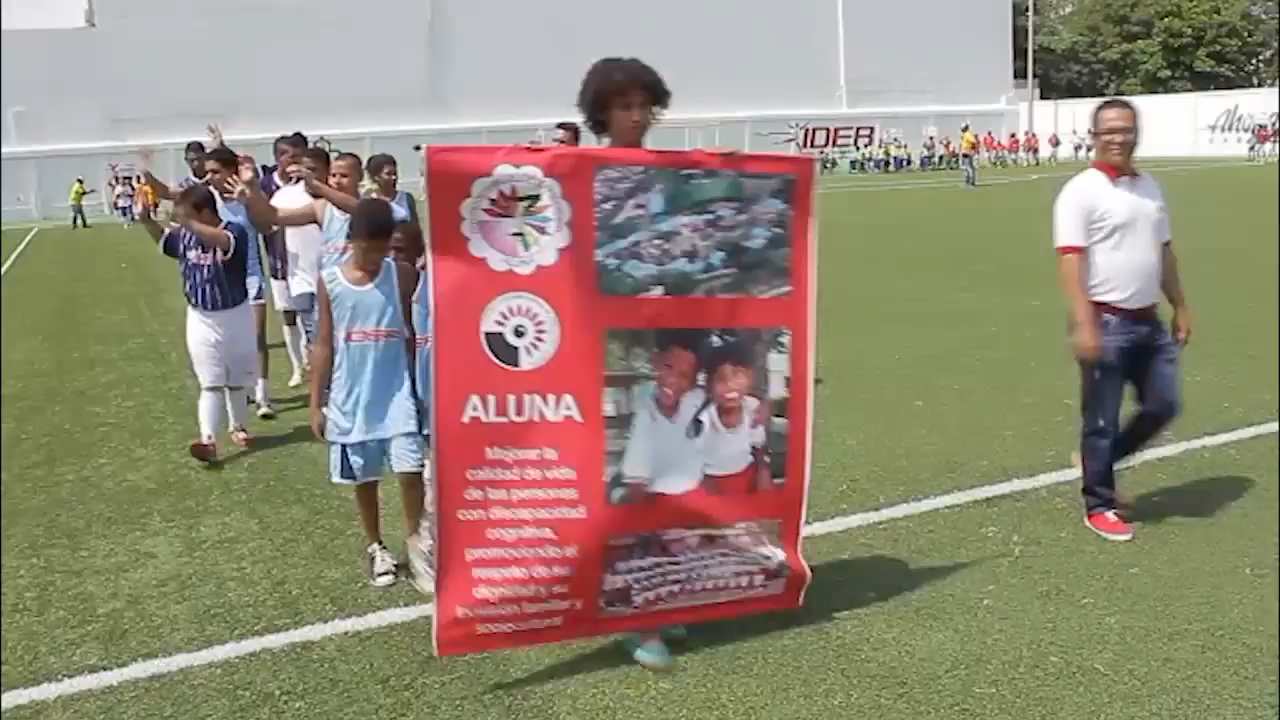 IDER
ALUNA
Mejorar la
calidad de vida
de las personas
con discapacidad
cognitiva,
promoviendo el
respeto de su
dignidad y su
inclusión familiar y
sociocultural
IDER